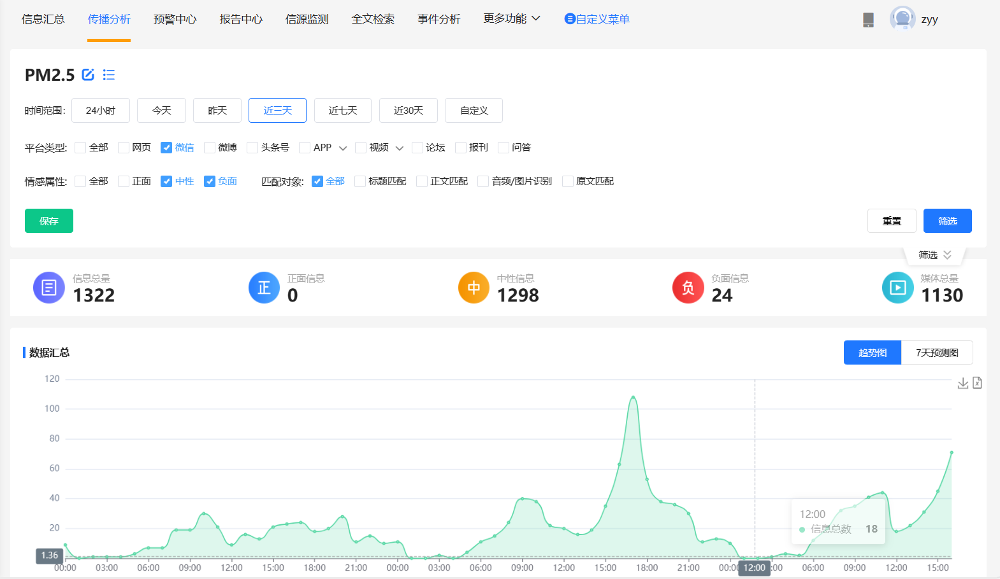 信息汇总 传播分析 预警中心 报告中心 信源监测 全文检索 事件分析 更多功能 自定义菜单 zyy
PM2.5
时间范围: 24小时 今天 昨天 近三天 近七天 近30天 自定义
平台类型: 全部 网页 微信 微博 头条号 APP 视频 论坛 报刊 问答
情感属性: 全部 正面 中性 负面 匹配对象: 全部 标题匹配 正文匹配 音频/图片识别 原文匹配
保存 重置 筛选
筛选
信息总量 正 正面信息 中 中性信息 负 负面信息 媒体总量
1322 0 1298 24 1130
数据汇总 趋势图 7天预测图
120
100
80
60
40
12:00
20 信息总数 18
1.36
00:00 03:00 06:00 09:00 12:00 15:00 18:00 21:00 00:00 03:00 06:00 09:00 12:00 15:00 18:00 21:00 00:0 12:00 :00 06:00 09:00 12:00 15:00